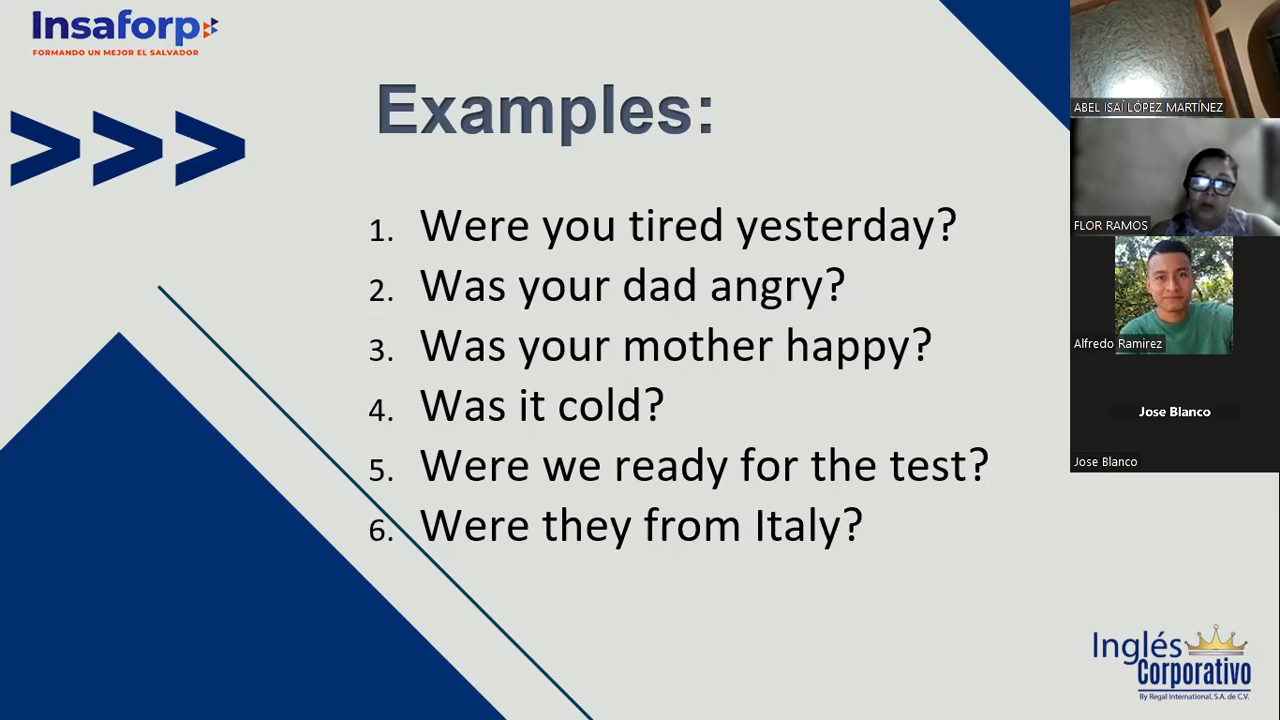 Insaforp
FORMANDO UN MEJOR EL SALVADOR
>>>
Examples:
1. Were you tired yesterday?
2. Was your dad angry?
3. Was your mother happy?
4. Was it cold?
5. Were we ready for the test?
6. Were they from Italy?
ABEL ISAÍ LÓPEZ MARTÍNEZ
FLOR RAMOS
Alfredo Ramirez
Jose Blanco
Jose Blanco
Inglés
Corporativo
By Regal International, S.A. de C.V.